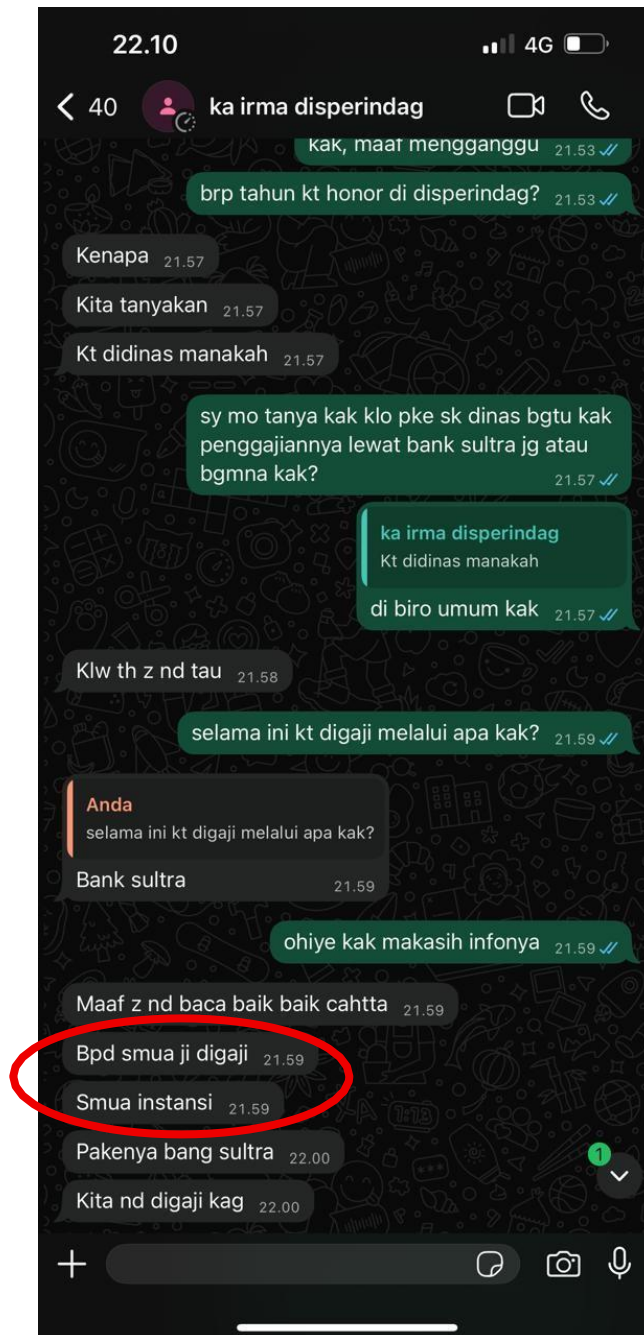 22.10
4G
40
ka irma disperindag
kak, maaf mengganggu 21.53
brp tahun kt honor di disperindag? 21.53
Kenapa 21.57
Kita tanyakan 21.57
Kt didinas manakah 21.57
sy mo tanya kak klo pke sk dinas bgtu kak
penggajiannya lewat bank sultra jg atau
bgmna kak? 21.57
ka irma disperindag
Kt didinas manakah
di biro umum kak 21.57
Klw th z nd tau 21.58
selama ini kt digaji melalui apa kak? 21.59
Anda
selama ini kt digaji melalui apa kak?
Bank sultra 21.59
ohiye kak makasih infonya 21.59
Maaf z nd baca baik baik cahtta 21.59
Bpd smua ji digaji 21.59
Smua instansi 21.59
Pakenya bang sultra 22.00
1
Kita nd digaji kag 22.00